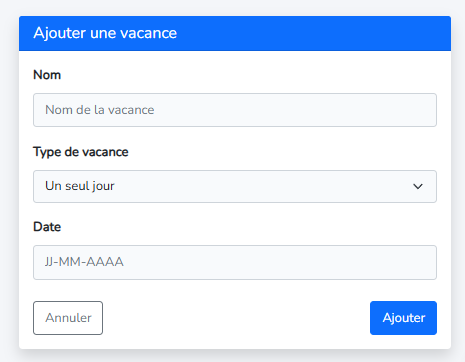 Ajouter une vacance
Nom
Nom de la vacance
Type de vacance
Un seul jour
Date
JJ-MM-AAAA
Annuler
Ajouter